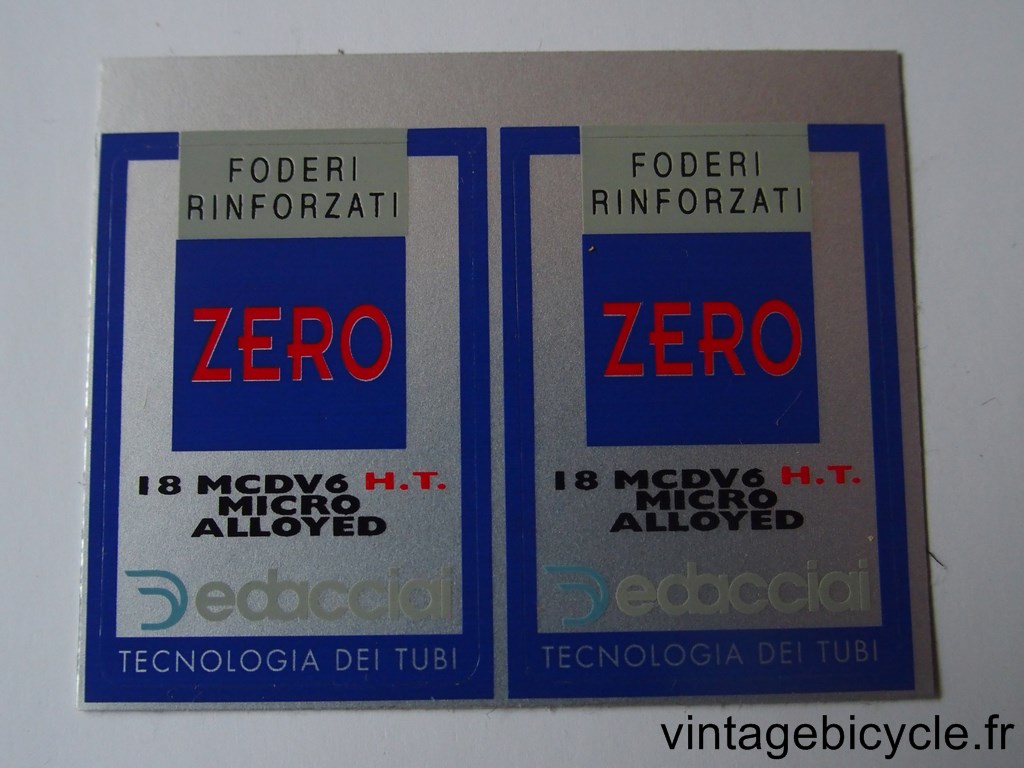 FODERI
RINFORZATI
ZERO
18 MCDV6 H.T.
MICRO
ALLOYED
Dedacciai
TECNOLOGIA DEI TUBI
FODERI
RINFORZATI
ZERO
18 MCDV6 H.T.
MICRO
ALLOYED
Dedacciai
TECNOLOGIA DEI TUBI
vintagebicycle.fr